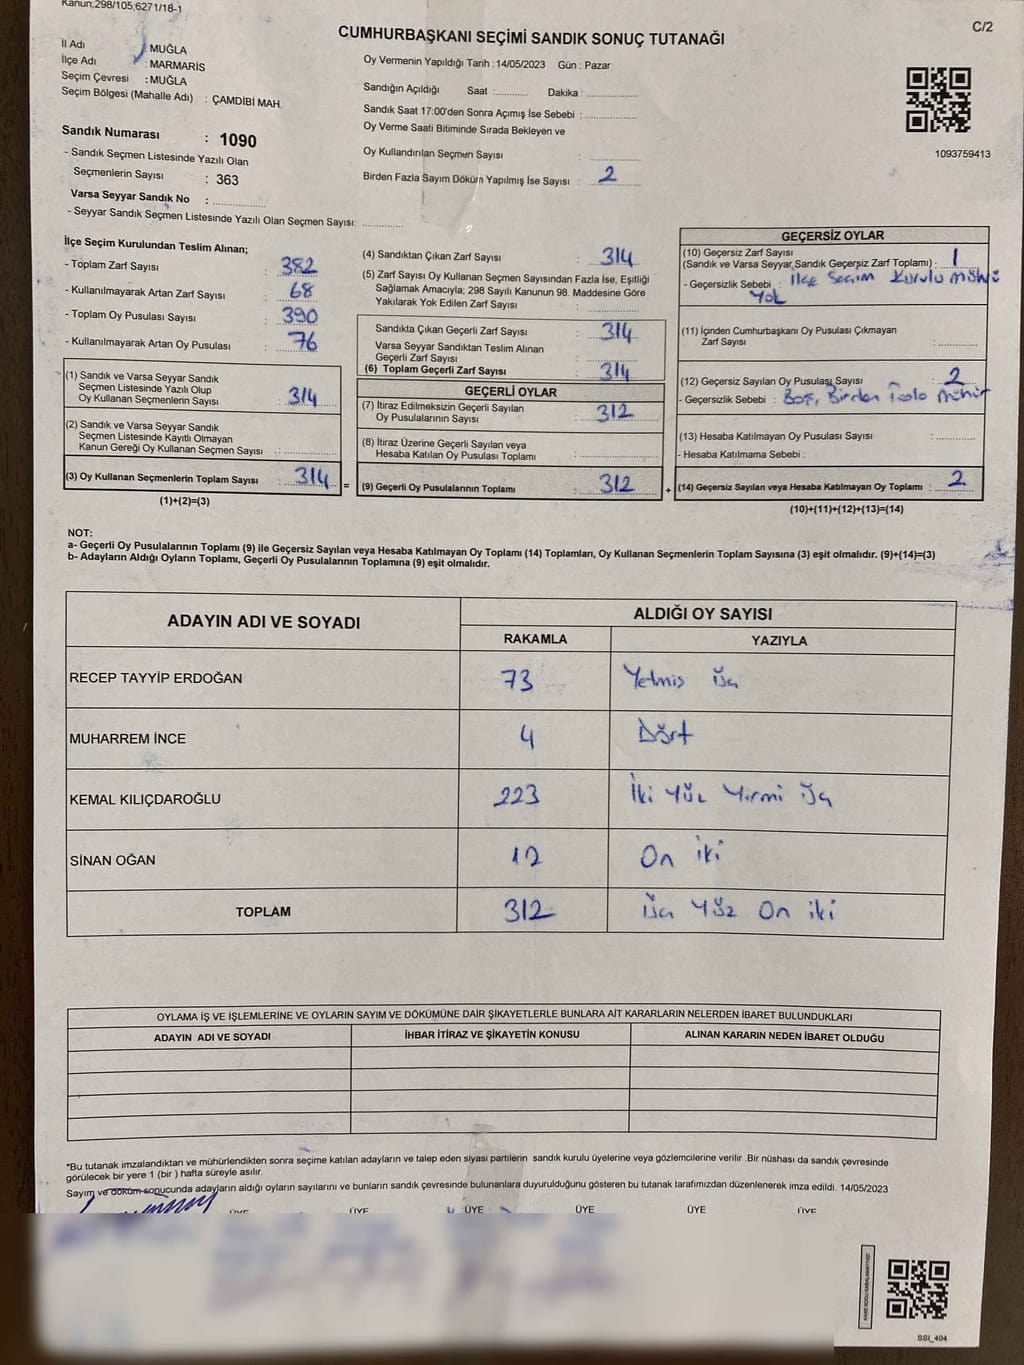 Kanun;298/105,6271/18-1
C/2
CUMHURBAŞKANI SEÇİMİ SANDIK SONUÇ TUTANAĞI
İl Adı : MUĞLA
İlçe Adı : MARMARİS
Seçim Çevresi : MUĞLA
Seçim Bölgesi (Mahalle Adı) : ÇAMDİBİ MAH.
Sandık Numarası : 1090
- Sandık Seçmen Listesinde Yazılı Olan
Seçmenlerin Sayısı : 363
Varsa Seyyar Sandık No :
- Seyyar Sandık Seçmen Listesinde Yazılı Olan Seçmen Sayısı:
Oy Vermenin Yapıldığı Tarih : 14/05/2023 Gün : Pazar
Sandığın Açıldığı Saat : Dakika :
Sandık Saat 17:00'den Sonra Açımış İse Sebebi :
Oy Verme Saati Bitiminde Sırada Bekleyen ve
Oy Kullandırılan Seçmen Sayısı :
Birden Fazla Sayım Döküm Yapılmış İse Sayısı : 2
1093759413
İlçe Seçim Kurulundan Teslim Alınan;
- Toplam Zarf Sayısı : 382
- Kullanılmayarak Artan Zarf Sayısı : 68
- Toplam Oy Pusulası Sayısı : 390
- Kullanılmayarak Artan Oy Pusulası : 76
(1) Sandık ve Varsa Seyyar Sandık
Seçmen Listesinde Yazılı Olup
Oy Kullanan Seçmenlerin Sayısı : 314
(2) Sandık ve Varsa Seyyar Sandık
Seçmen Listesinde Kayıtlı Olmayan
Kanun Gereği Oy Kullanan Seçmen Sayısı :
(3) Oy Kullanan Seçmenlerin Toplam Sayısı : 314 =
(1)+(2)=(3)
(4) Sandıktan Çıkan Zarf Sayısı : 314
(5) Zarf Sayısı Oy Kullanan Seçmen Sayısından Fazla İse, Eşitliği
Sağlamak Amacıyla; 298 Sayılı Kanunun 98. Maddesine Göre
Yakılarak Yok Edilen Zarf Sayısı :
Sandıkta Çıkan Geçerli Zarf Sayısı : 314
Varsa Seyyar Sandıktan Teslim Alınan
Geçerli Zarf Sayısı :
(6) Toplam Geçerli Zarf Sayısı : 314
GEÇERLİ OYLAR
(7) İtiraz Edilmeksizin Geçerli Sayılan
Oy Pusulalarının Sayısı : 312
(8) İtiraz Üzerine Geçerli Sayılan veya
Hesaba Katılan Oy Pusulası Toplamı :
(9) Geçerli Oy Pusulalarının Toplamı : 312 +
GEÇERSİZ OYLAR
(10) Geçersiz Zarf Sayısı
(Sandık ve Varsa Seyyar Sandık Geçersiz Zarf Toplamı) : 1
- Geçersizlik Sebebi : İlçe Seçim Kurulu Mührü
Yok
(11) İçinden Cumhurbaşkanı Oy Pusulası Çıkmayan
Zarf Sayısı :
(12) Geçersiz Sayılan Oy Pusulası Sayısı : 2
- Geçersizlik Sebebi : Boş, Birden Fazla Mühür
(13) Hesaba Katılmayan Oy Pusulası Sayısı :
- Hesaba Katılmama Sebebi :
(14) Geçersiz Sayılan veya Hesaba Katılmayan Oy Toplamı : 2
(10)+(11)+(12)+(13)=(14)
NOT:
a- Geçerli Oy Pusulalarının Toplamı (9) ile Geçersiz Sayılan veya Hesaba Katılmayan Oy Toplamı (14) Toplamları, Oy Kullanan Seçmenlerin Toplam Sayısına (3) eşit olmalıdır. (9)+(14)=(3)
b- Adayların Aldığı Oyların Toplamı, Geçerli Oy Pusulalarının Toplamına (9) eşit olmalıdır.
ADAYIN ADI VE SOYADI
ALDIĞI OY SAYISI
RAKAMLA YAZIYLA
RECEP TAYYİP ERDOĞAN 73 Yetmiş üç
MUHARREM İNCE 4 Dört
KEMAL KILIÇDAROĞLU 223 İki Yüz Yirmi üç
SİNAN OĞAN 12 On iki
TOPLAM 312 üç Yüz On iki
OYLAMA İŞ VE İŞLEMLERİNE VE OYLARIN SAYIM VE DÖKÜMÜNE DAİR ŞİKAYETLERLE BUNLARA AİT KARARLARIN NELERDEN İBARET BULUNDUKLARI
ADAYIN ADI VE SOYADI İHBAR İTİRAZ VE ŞİKAYETİN KONUSU ALINAN KARARIN NEDEN İBARET OLDUĞU
*Bu tutanak imzalandıktan ve mühürlendikten sonra seçime katılan adayların ve talep eden siyasi partilerin sandık kurulu üyelerine veya gözlemcilerine verilir .Bir nüshası da sandık çevresinde
görülecek bir yere 1 (bir ) hafta süreyle asılır.
Sayım ve döküm sonucunda adayların aldığı oyların sayılarını ve bunların sandık çevresinde bulunanlara duyurulduğunu gösteren bu tutanak tarafımızdan düzenlenerek imza edildi. 14/05/2023
ÜYE ÜYE ÜYE ÜYE ÜYE ÜYE
SSI_404